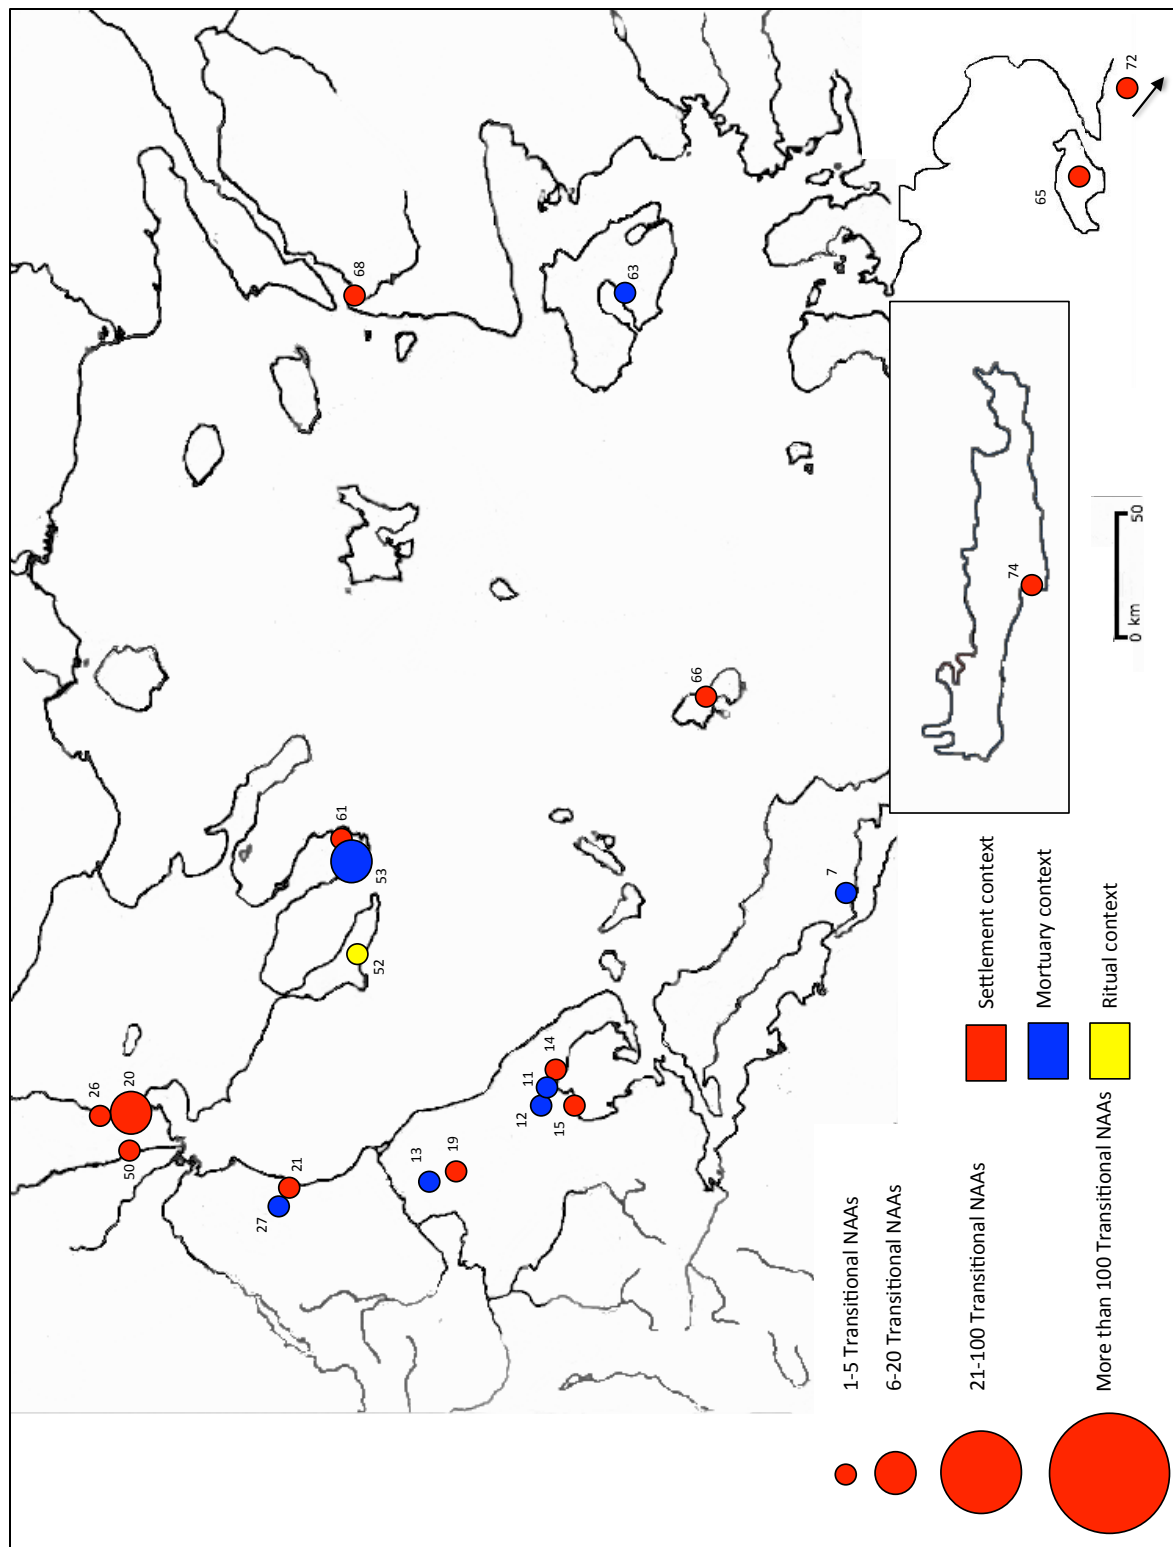 26
20
50
21
27
68
61
53
52
63
14
11
12
15
13
19
66
7
72
65
74
0 km
50
1-5 Transitional NAAs
6-20 Transitional NAAs
21-100 Transitional NAAs
More than 100 Transitional NAAs
Settlement context
Mortuary context
Ritual context